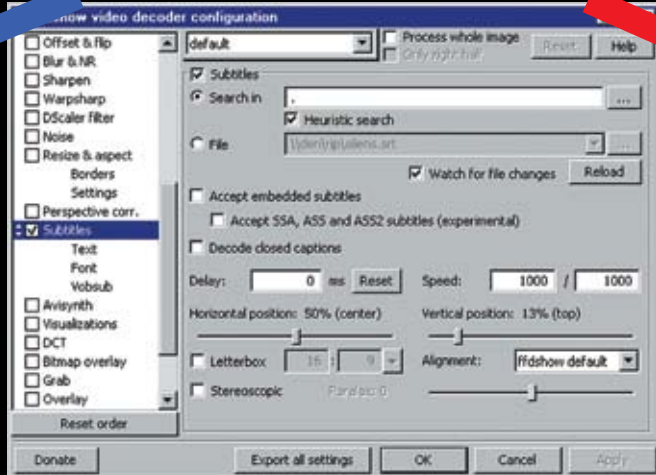 show video decoder configuration
Offset & flip
Blur & NR
Sharpen
Warpsharp
DScaler filter
Noise
Resize & aspect
Borders
Settings
Perspective corr.
Subtitles
Text
Font
Vobsub
Avisynth
Visualizations
DCT
Bitmap overlay
Grab
Overlay
Reset order
default
Process whole image
Only right half
Reset
Help
Subtitles
Search in
.
...
Heuristic search
File
...
Watch for file changes
Reload
Accept embedded subtitles
Accept SSA, ASS and ASS2 subtitles (experimental)
Decode closed captions
Delay: 0 ms Reset Speed: 1000 / 1000
Horizontal position: 50% (center) Vertical position: 13% (top)
Letterbox 16 : 9 Alignment: ffdshow default
Stereoscopic Parallax: 0
Donate Export all settings OK Cancel Apply